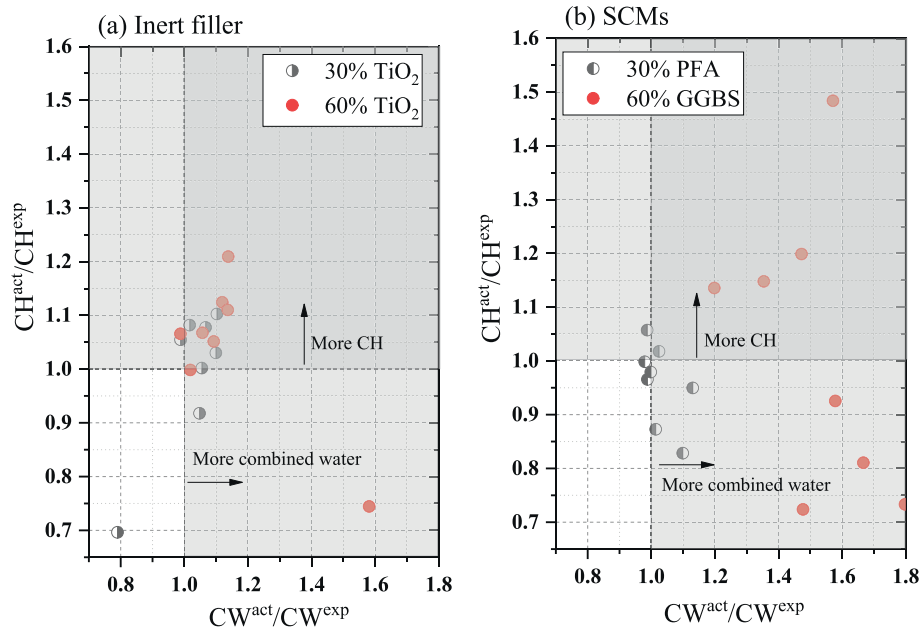 (a) Inert filler
30% TiO₂
60% TiO₂
CHᵃᶜᵗ/CHᵉˣᵖ
1.6
1.5
1.4
1.3
1.2
1.1
1.0
0.9
0.8
0.7
More CH
More combined water
0.8 1.0 1.2 1.4 1.6 1.8
CWᵃᶜᵗ/CWᵉˣᵖ
(b) SCMs
30% PFA
60% GGBS
CHᵃᶜᵗ/CHᵉˣᵖ
1.6
1.5
1.4
1.3
1.2
1.1
1.0
0.9
0.8
0.7
More CH
More combined water
0.8 1.0 1.2 1.4 1.6 1.8
CWᵃᶜᵗ/CWᵉˣᵖ